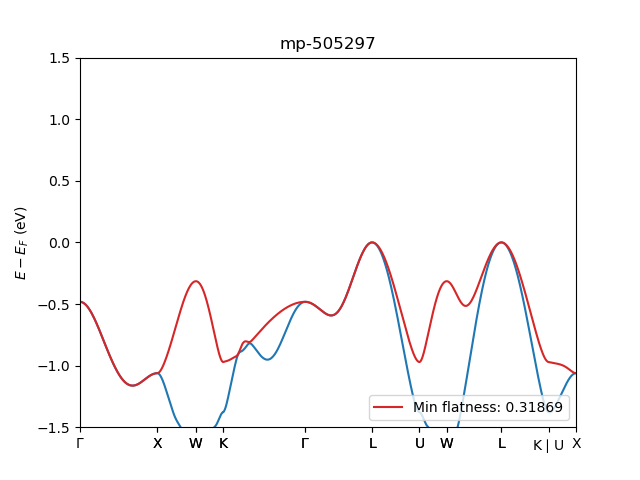 mp-505297
E − E_F (eV)
1.5
1.0
0.5
0.0
−0.5
−1.0
−1.5
Min flatness: 0.31869
Γ X W K Γ L U W L K | U X